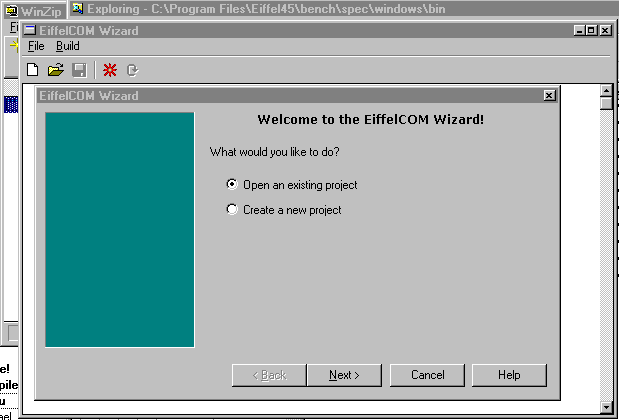 WinZip
Exploring - C:\Program Files\Eiffel45\bench\spec\windows\bin
EiffelCOM Wizard
File Build
EiffelCOM Wizard
Welcome to the EiffelCOM Wizard!
What would you like to do?
Open an existing project
Create a new project
< Back Next > Cancel Help